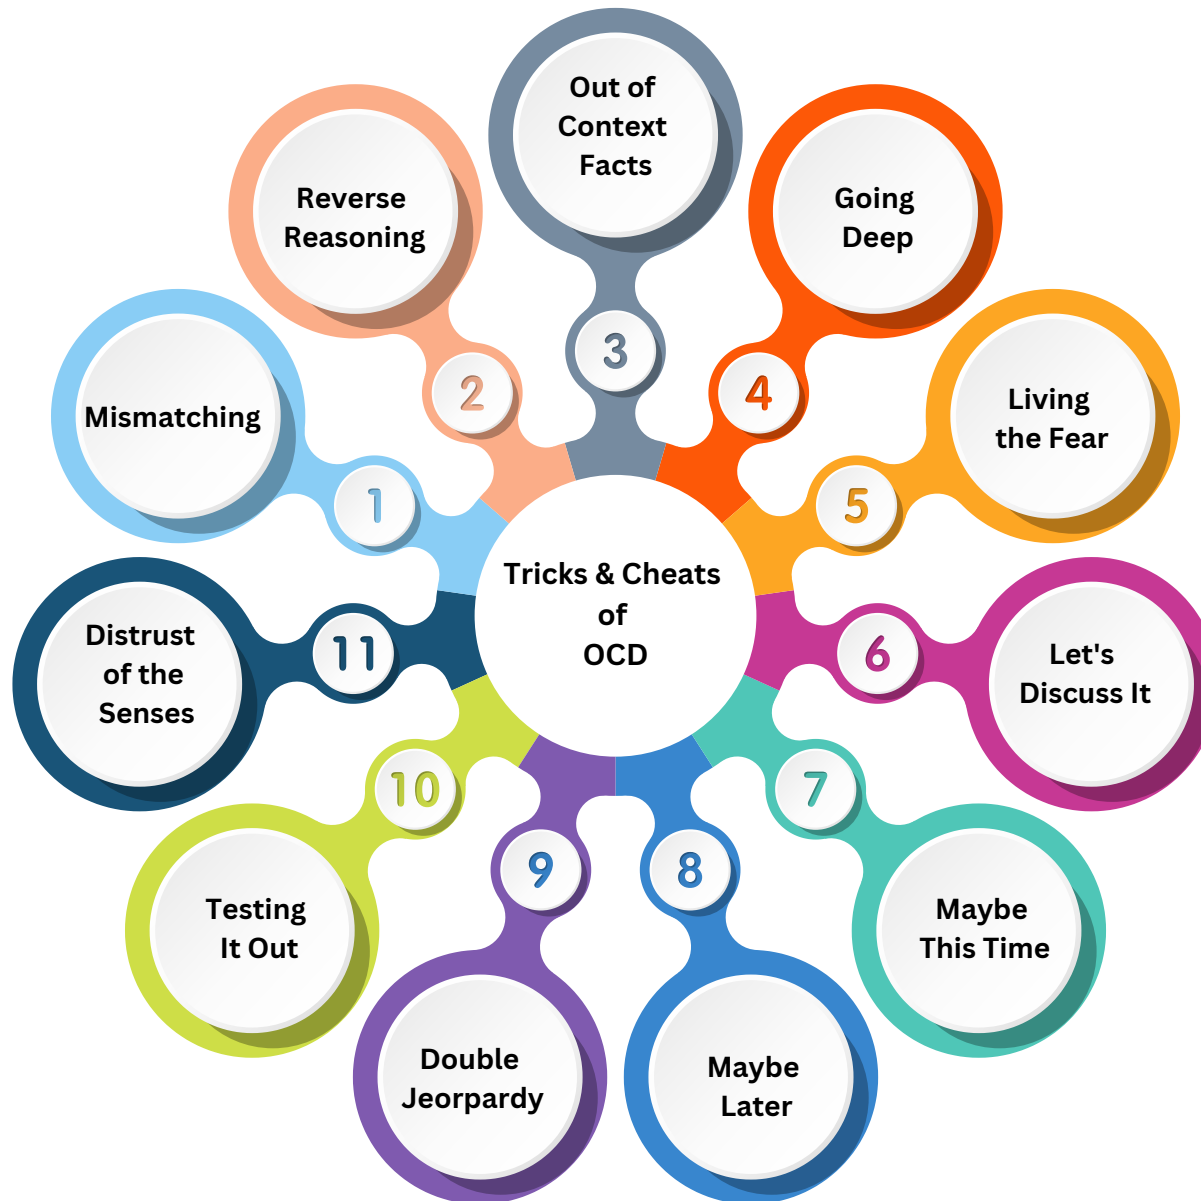 Tricks & Cheats
of
OCD
1
Mismatching
2
Reverse
Reasoning
3
Out of
Context
Facts
4
Going
Deep
5
Living
the Fear
6
Let's
Discuss It
7
Maybe
This Time
8
Maybe
Later
9
Double
Jeorpardy
10
Testing
It Out
11
Distrust
of the
Senses